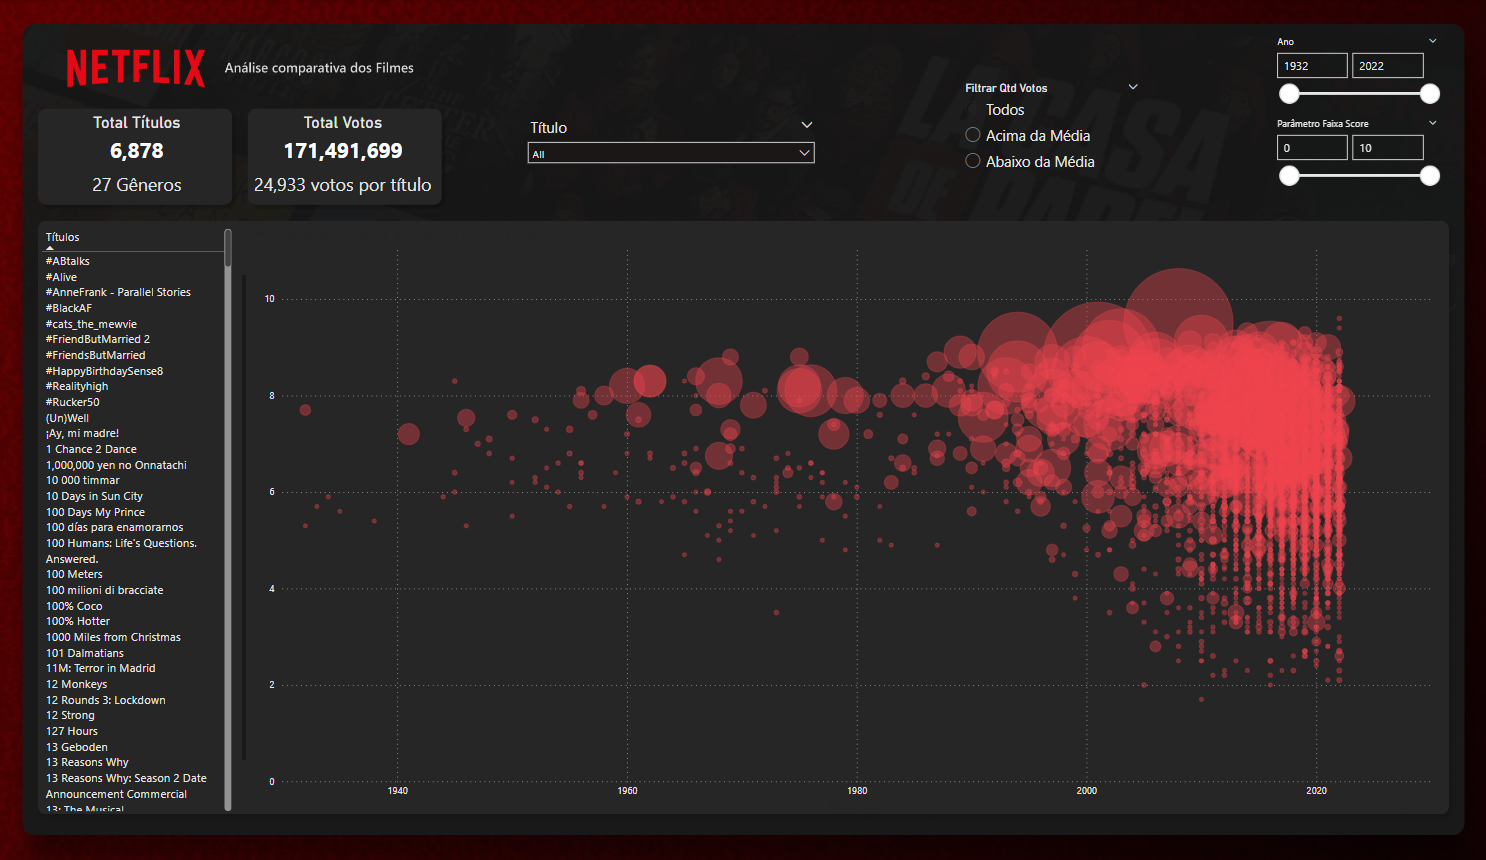 NETFLIX
Análise comparativa dos Filmes
Total Títulos
6,878
27 Gêneros
Total Votos
171,491,699
24,933 votos por título
Título
All
Filtrar Qtd Votos
Todos
Acima da Média
Abaixo da Média
Ano
1932
2022
Parâmetro Faixa Score
0
10
LA CASA
DE PAPEL
Títulos
#ABtalks
#Alive
#AnneFrank - Parallel Stories
#BlackAF
#cats_the_mewvie
#FriendButMarried 2
#FriendsButMarried
#HappyBirthdaySense8
#Realityhigh
#Rucker50
(Un)Well
¡Ay, mi madre!
1 Chance 2 Dance
1,000,000 yen no Onnatachi
10 000 timmar
10 Days in Sun City
100 Days My Prince
100 días para enamorarnos
100 Humans: Life's Questions.
Answered.
100 Meters
100 milioni di bracciate
100% Coco
100% Hotter
1000 Miles from Christmas
101 Dalmatians
11M: Terror in Madrid
12 Monkeys
12 Rounds 3: Lockdown
12 Strong
127 Hours
13 Geboden
13 Reasons Why
13 Reasons Why: Season 2 Date
Announcement Commercial
13: The Musical
10
8
6
4
2
0
1940
1960
1980
2000
2020